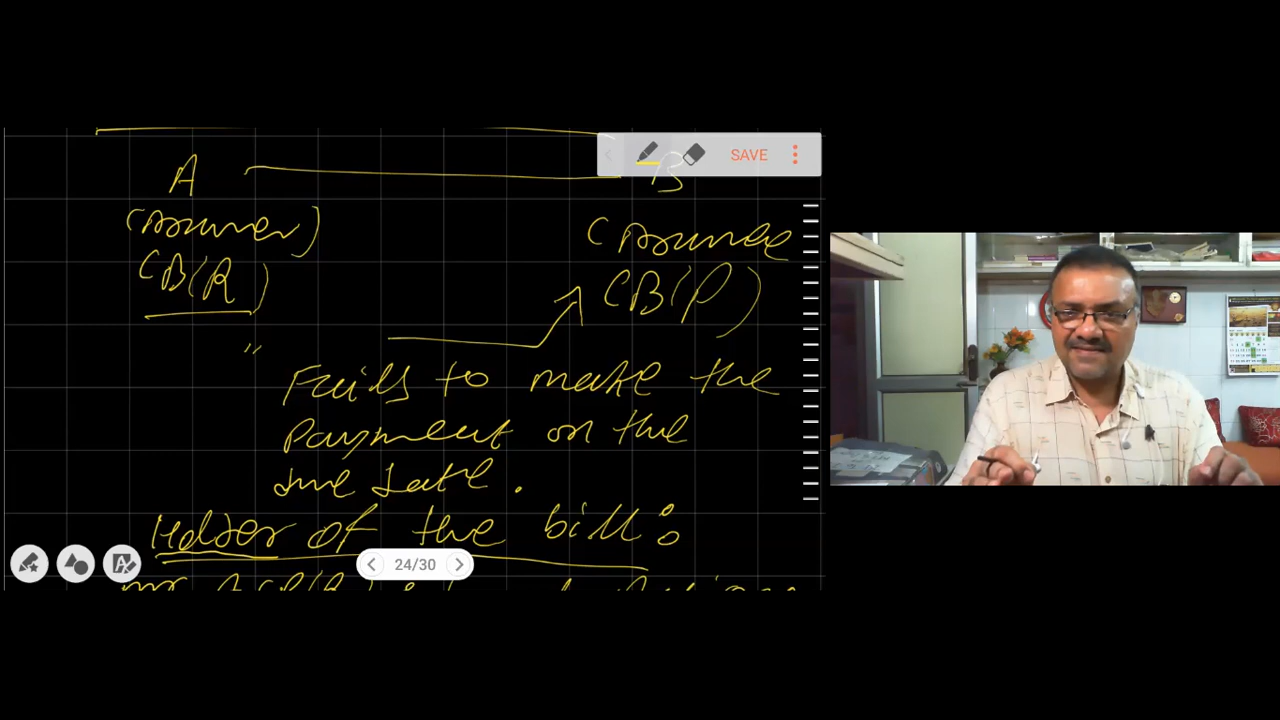 SAVE
A B
(Drawer) (Drawee
(B/R) (B/P)
"
Fails to make the
Payment on the
due date.
Holder of the bill:
24/30